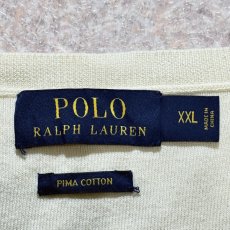 POLO
RALPH LAUREN
XXL
MADE IN
CHINA
PIMA COTTON